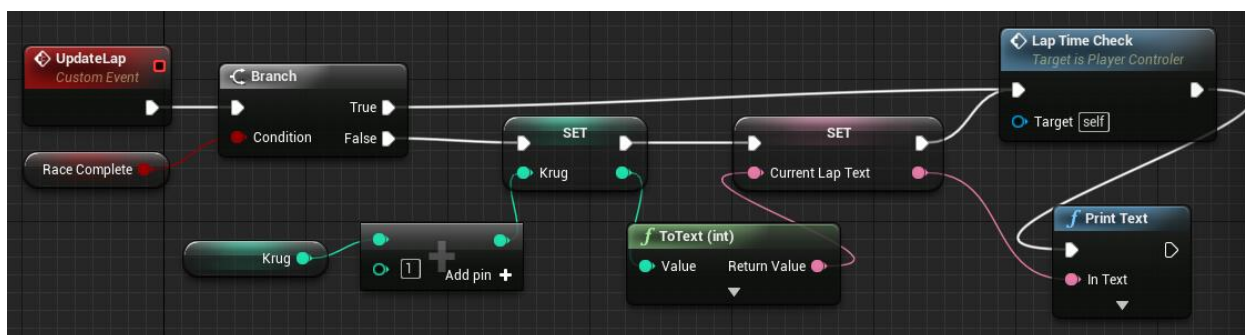 UpdateLap
Custom Event
Branch
True
Condition
False
Race Complete
SET
Krug
SET
Current Lap Text
Lap Time Check
Target is Player Controler
Target self
Krug
1
Add pin
f ToText (int)
Value
Return Value
f Print Text
In Text